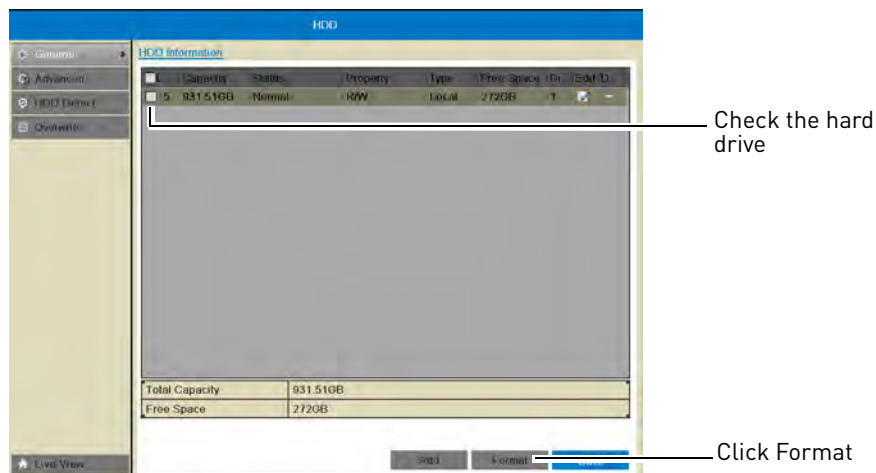 HDD
General
HDD Information
Advanced
L Capacity Status Property Type Free Space Gr Edit D
HDD Detect
5 931.51GB Normal R/W Local 272GB 1
Overwrite
Check the hard
drive
Total Capacity 931.51GB
Free Space 272GB
Live View
Add Format Back
Click Format